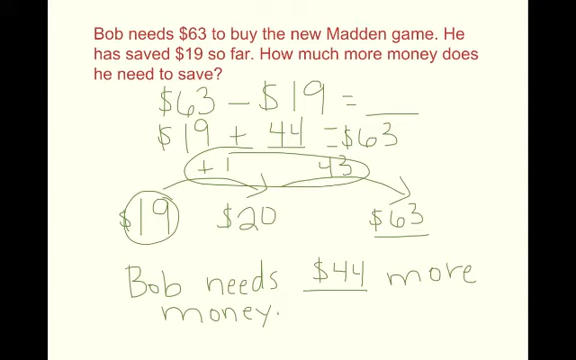 Bob needs $63 to buy the new Madden game. He
has saved $19 so far. How much more money does
he need to save?
$63 - $19 = ____
$19 + 44 = $63
+1 43
$19 $20 $63
Bob needs $44 more
money.